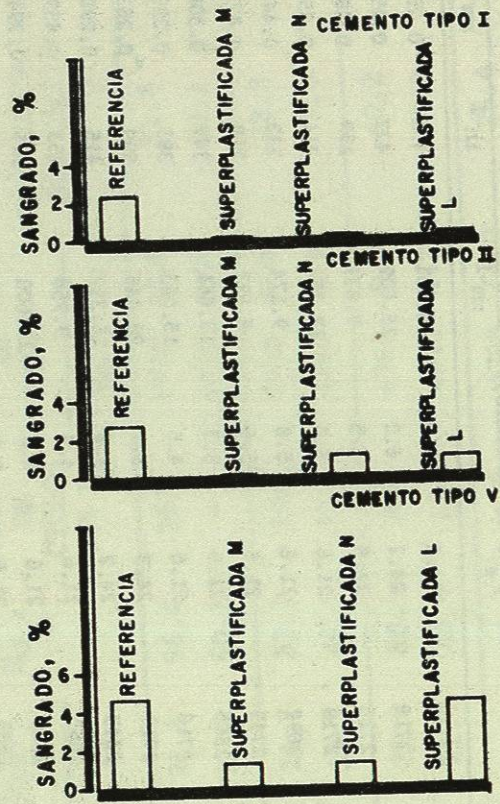 CEMENTO TIPO I
SANGRADO, %
4
2
0
REFERENCIA
SUPERPLASTIFICADA M
SUPERPLASTIFICADA N
SUPERPLASTIFICADA
L
CEMENTO TIPO II
SANGRADO, %
4
2
0
REFERENCIA
SUPERPLASTIFICADA M
SUPERPLASTIFICADA N
SUPERPLASTIFICADA
L
CEMENTO TIPO V
SANGRADO, %
6
4
2
0
REFERENCIA
SUPERPLASTIFICADA M
SUPERPLASTIFICADA N
SUPERPLASTIFICADA L